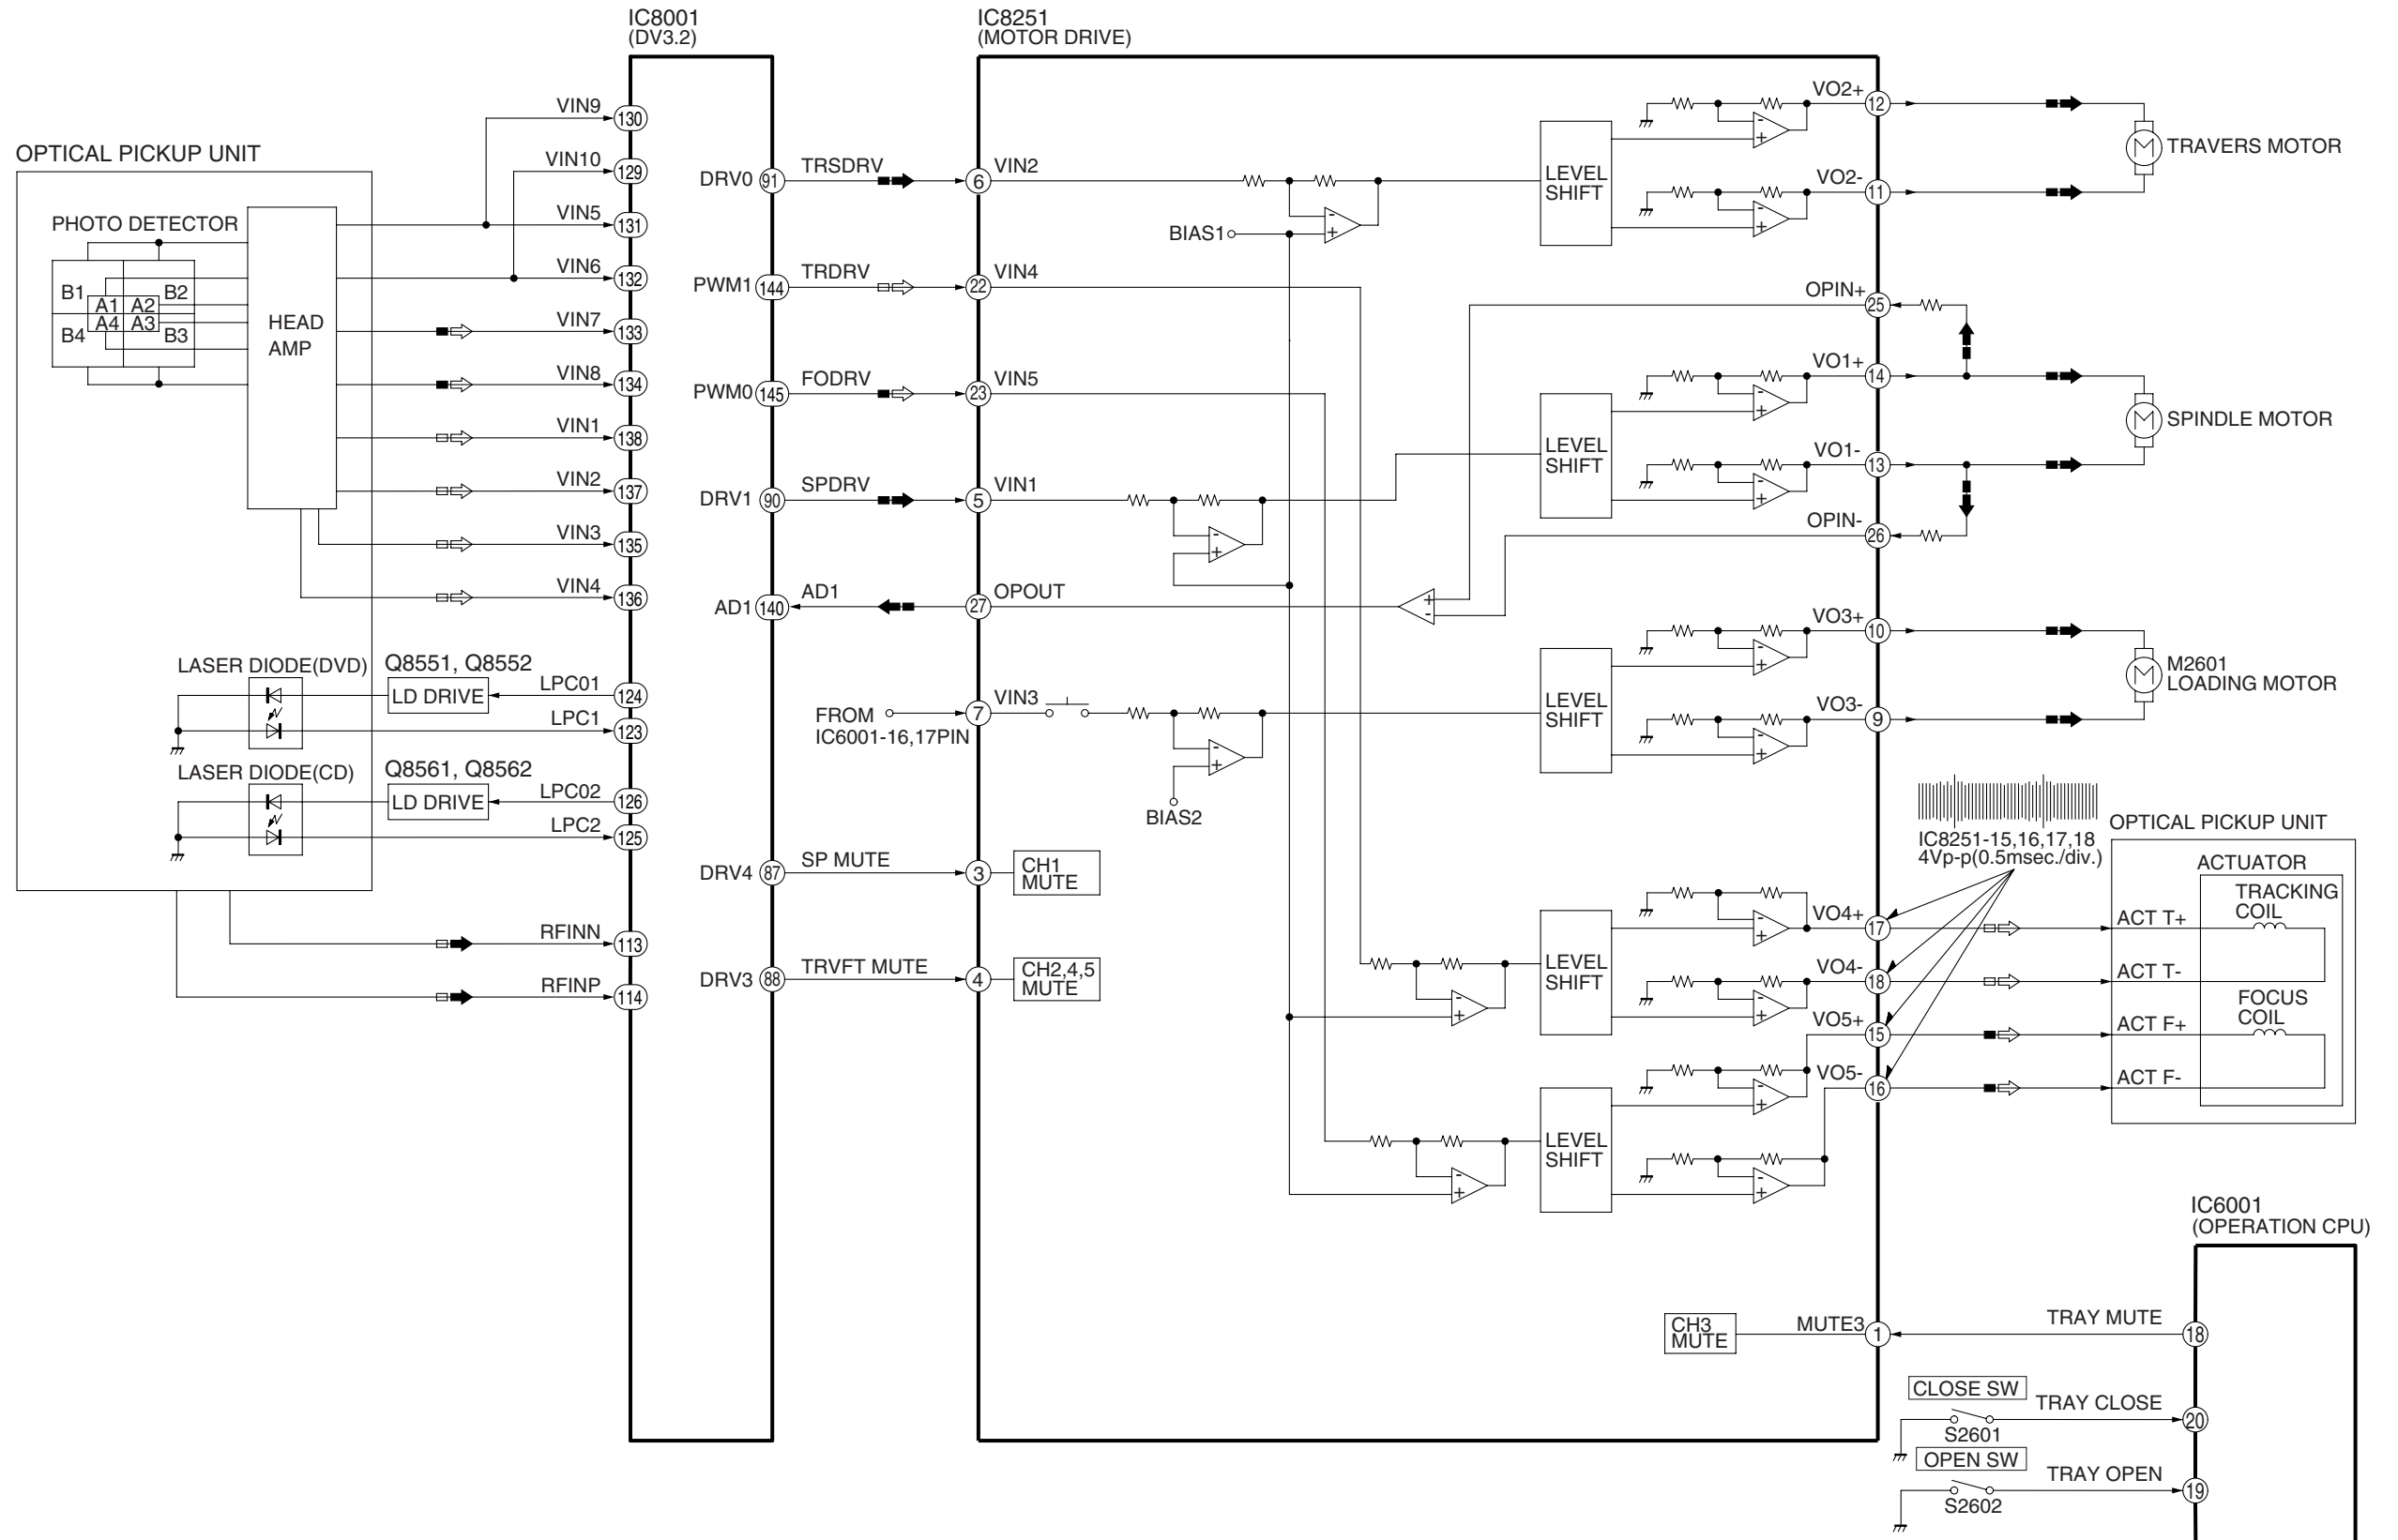 IC8001
(DV3.2)
IC8251
(MOTOR DRIVE)
OPTICAL PICKUP UNIT
PHOTO DETECTOR
B1
B2
A1
A2
A4
A3
B4
B3
HEAD
AMP
VIN9
130
VIN10
129
VIN5
131
VIN6
132
VIN7
133
VIN8
134
VIN1
138
VIN2
137
VIN3
135
VIN4
136
LASER DIODE(DVD)
Q8551, Q8552
LD DRIVE
LPC01
124
LPC1
123
LASER DIODE(CD)
Q8561, Q8562
LD DRIVE
LPC02
126
LPC2
125
RFINN
113
RFINP
114
DRV0
91
TRSDRV
6
VIN2
PWM1
144
TRDRV
22
VIN4
PWM0
145
FODRV
23
VIN5
DRV1
90
SPDRV
5
VIN1
AD1
140
AD1
27
OPOUT
FROM
IC6001-16,17PIN
7
VIN3
DRV4
87
SP MUTE
3
CH1
MUTE
DRV3
88
TRVFT MUTE
4
CH2,4,5
MUTE
BIAS1
-
+
-
+
-
+
BIAS2
+
-
-
+
-
+
LEVEL
SHIFT
-
+
-
+
VO2+
12
VO2-
11
TRAVERS MOTOR
M
OPIN+
25
LEVEL
SHIFT
-
+
-
+
VO1+
14
VO1-
13
SPINDLE MOTOR
M
OPIN-
26
LEVEL
SHIFT
-
+
-
+
VO3+
10
VO3-
9
M
M2601
LOADING MOTOR
IC8251-15,16,17,18
4Vp-p(0.5msec./div.)
LEVEL
SHIFT
-
+
-
+
VO4+
17
VO4-
18
LEVEL
SHIFT
-
+
-
+
VO5+
15
VO5-
16
OPTICAL PICKUP UNIT
ACTUATOR
TRACKING
COIL
ACT T+
ACT T-
FOCUS
COIL
ACT F+
ACT F-
IC6001
(OPERATION CPU)
CH3
MUTE
MUTE3
1
TRAY MUTE
18
CLOSE SW
TRAY CLOSE
20
S2601
OPEN SW
TRAY OPEN
19
S2602